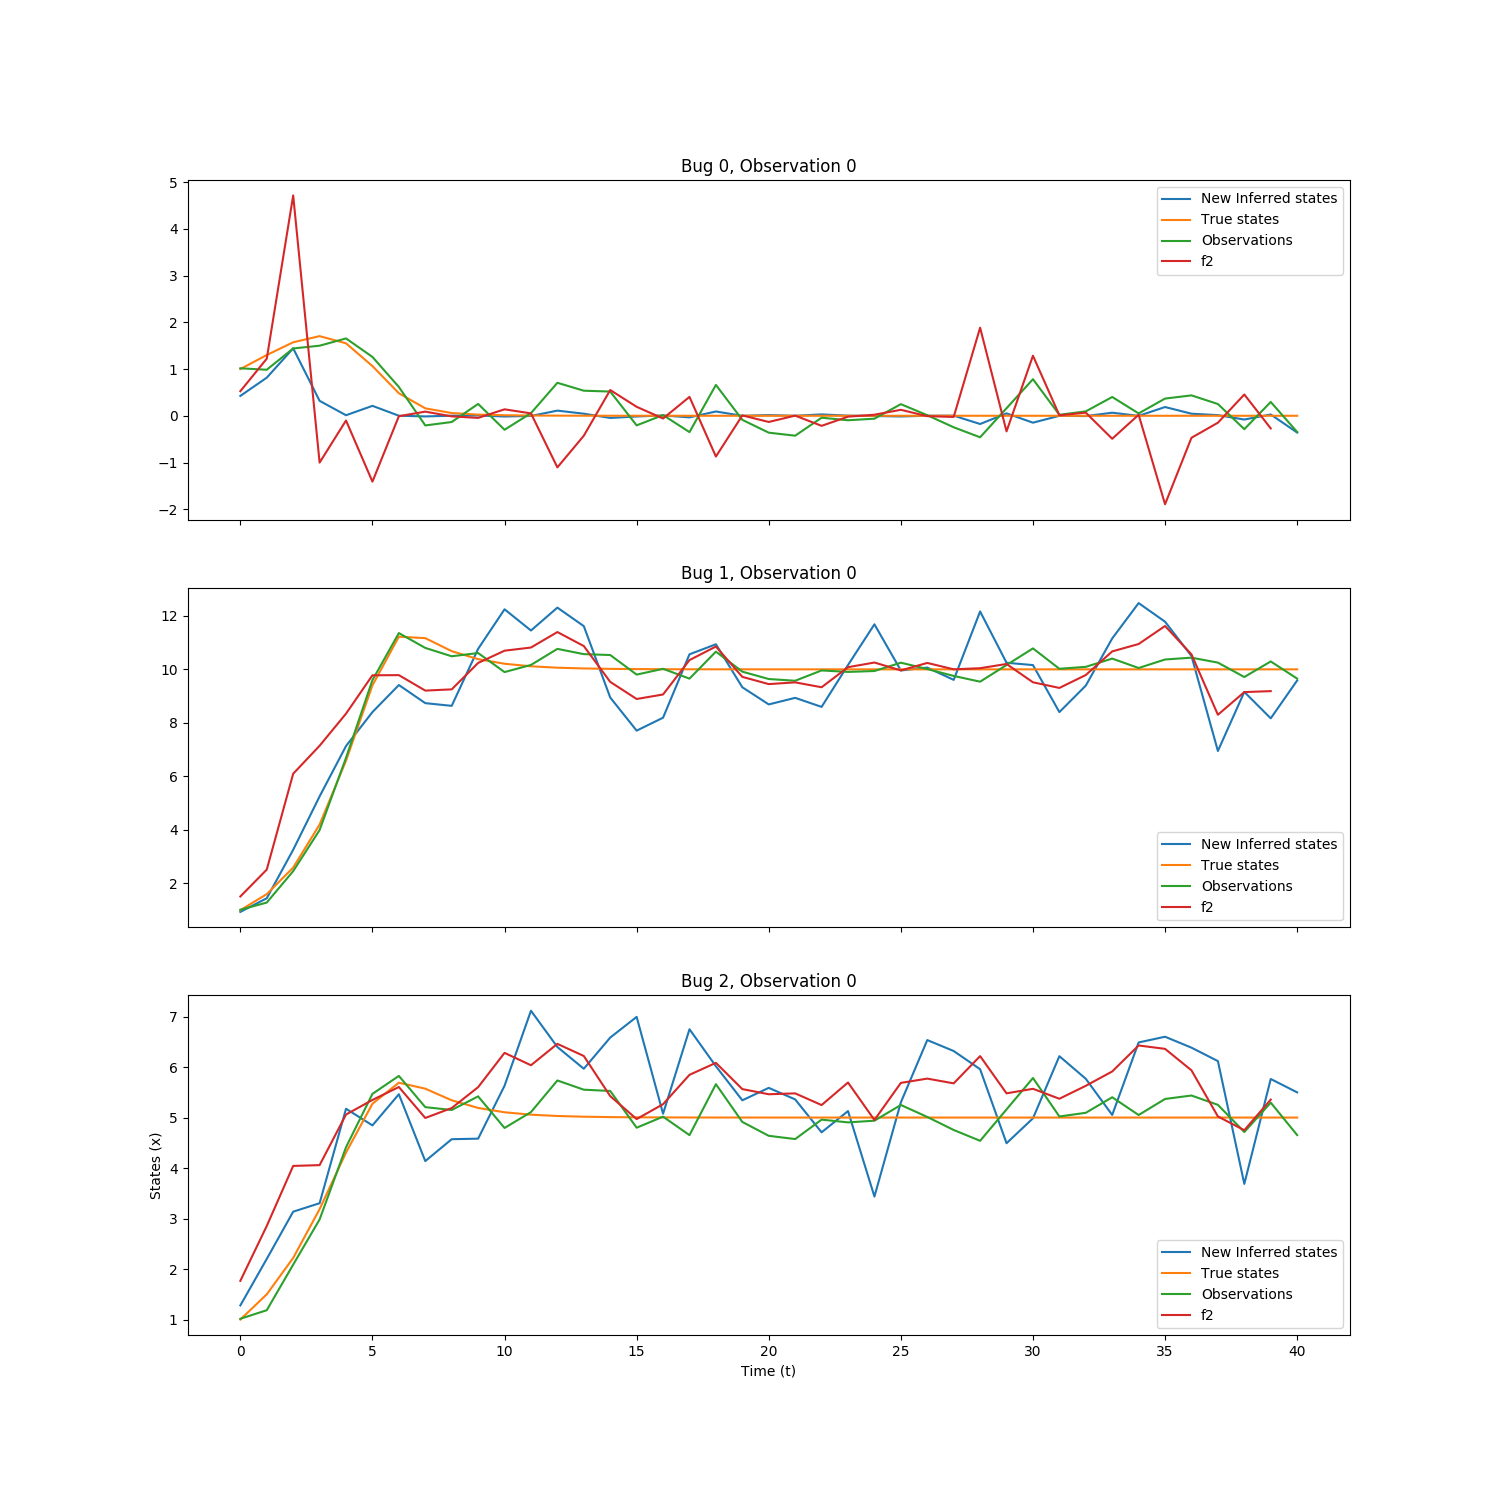 Bug 0, Observation 0
5
4
3
2
1
0
−1
−2
New Inferred states
True states
Observations
f2
Bug 1, Observation 0
12
10
8
6
4
2
New Inferred states
True states
Observations
f2
Bug 2, Observation 0
7
6
5
4
3
2
1
States (x)
New Inferred states
True states
Observations
f2
0 5 10 15 20 25 30 35 40
Time (t)